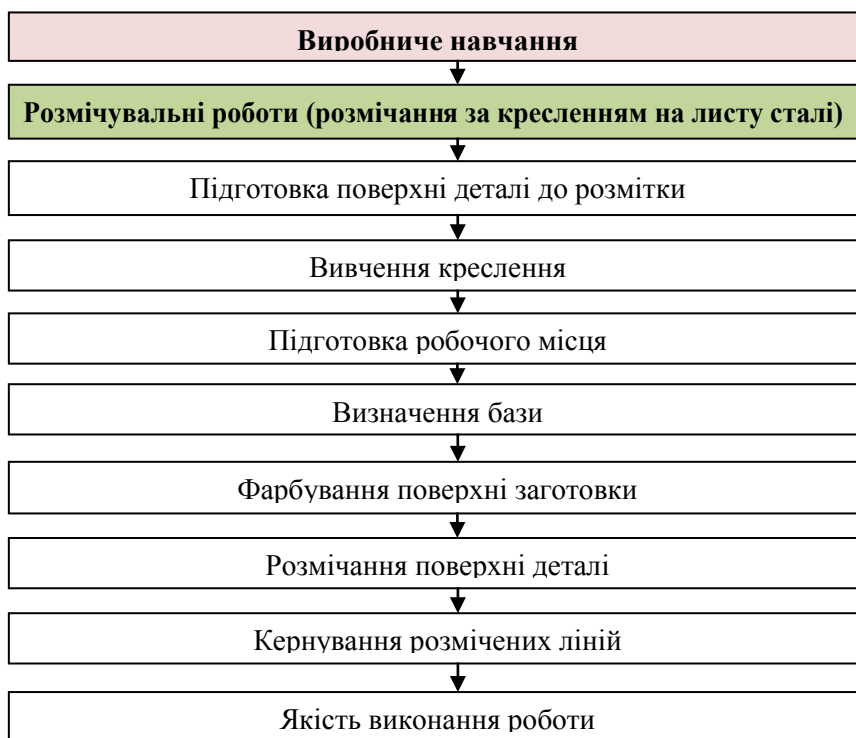 Виробниче навчання
Розмічувальні роботи (розмічання за кресленням на листу сталі)
Підготовка поверхні деталі до розмітки
Вивчення креслення
Підготовка робочого місця
Визначення бази
Фарбування поверхні заготовки
Розмічання поверхні деталі
Кернування розмічених ліній
Якість виконання роботи